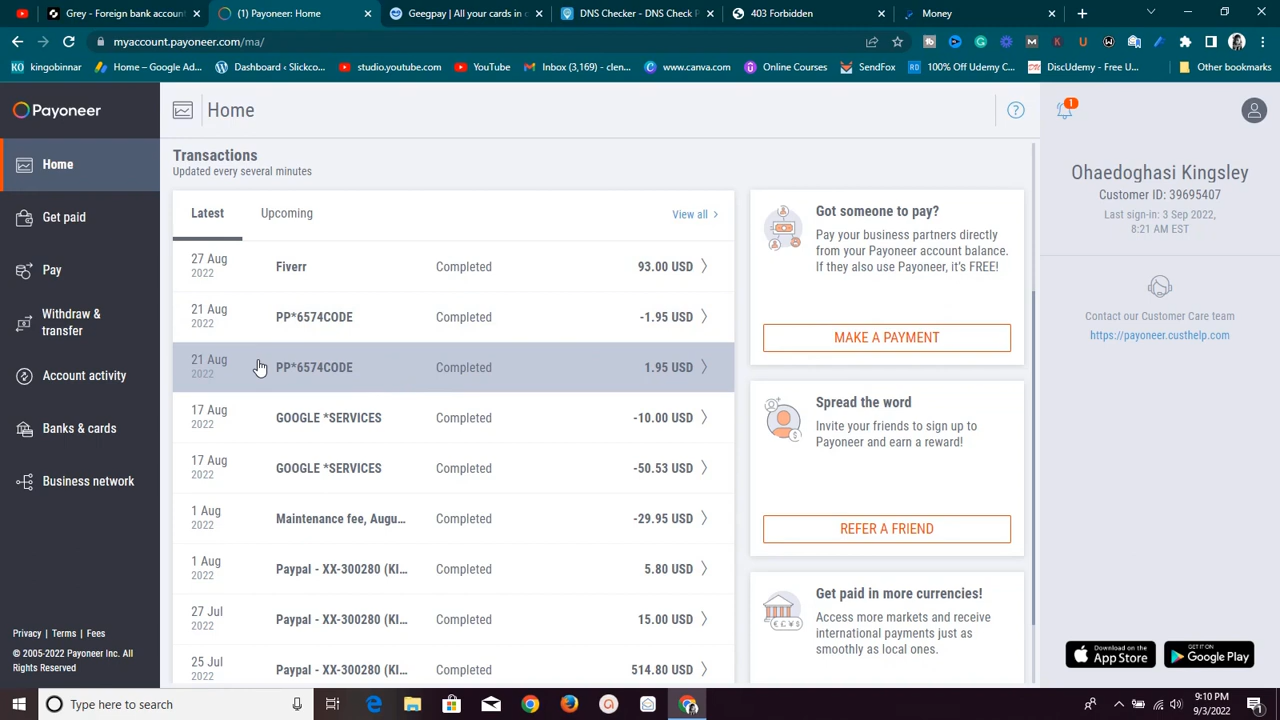 Grey - Foreign bank account
(1) Payoneer: Home
Geegpay | All your cards in c
DNS Checker - DNS Check P
403 Forbidden
Money
myaccount.payoneer.com/ma/
kingobinnar
Home – Google Ad...
Dashboard ‹ Slickco...
studio.youtube.com
YouTube
Inbox (3,169) - clen...
www.canva.com
Online Courses
SendFox
100% Off Udemy C...
DiscUdemy - Free U...
Other bookmarks
Payoneer
Home
Get paid
Pay
Withdraw &
transfer
Account activity
Banks & cards
Business network
Privacy | Terms | Fees
© 2005-2022 Payoneer Inc. All
Rights Reserved
Home
Transactions
Updated every several minutes
Latest
Upcoming
View all
27 Aug
2022
Fiverr
Completed
93.00 USD
21 Aug
2022
PP*6574CODE
Completed
-1.95 USD
21 Aug
2022
PP*6574CODE
Completed
1.95 USD
17 Aug
2022
GOOGLE *SERVICES
Completed
-10.00 USD
17 Aug
2022
GOOGLE *SERVICES
Completed
-50.53 USD
1 Aug
2022
Maintenance fee, Augu...
Completed
-29.95 USD
1 Aug
2022
Paypal - XX-300280 (KI...
Completed
5.80 USD
27 Jul
2022
Paypal - XX-300280 (KI...
Completed
15.00 USD
25 Jul
2022
Paypal - XX-300280 (KI...
Completed
514.80 USD
Got someone to pay?
Pay your business partners directly
from your Payoneer account balance.
If they also use Payoneer, it's FREE!
MAKE A PAYMENT
Spread the word
Invite your friends to sign up to
Payoneer and earn a reward!
REFER A FRIEND
Get paid in more currencies!
Access more markets and receive
international payments just as
smoothly as local ones.
1
Ohaedoghasi Kingsley
Customer ID: 39695407
Last sign-in: 3 Sep 2022,
8:21 AM EST
Contact our Customer Care team
https://payoneer.custhelp.com
Download on the
App Store
GET IT ON
Google Play
Type here to search
9:10 PM
9/3/2022